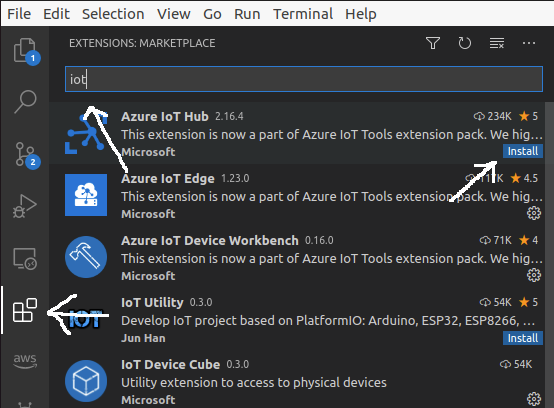 File Edit Selection View Go Run Terminal Help
EXTENSIONS: MARKETPLACE
1
iot
Azure IoT Hub 2.16.4 234K ★ 5
This extension is now a part of Azure IoT Tools extension pack. We hig...
Microsoft Install
2
Azure IoT Edge 1.23.0 117K ★ 4.5
This extension is now a part of Azure IoT Tools extension pack. We hig...
Microsoft
Azure IoT Device Workbench 0.16.0 71K ★ 4
This extension is now a part of Azure IoT Tools extension pack. We hig...
Microsoft
IOT
IoT Utility 0.3.0 54K ★ 5
Develop IoT project based on PlatformIO: Arduino, ESP32, ESP8266, ...
Jun Han Install
aws
IoT Device Cube 0.3.0 54K
Utility extension to access to physical devices
Microsoft